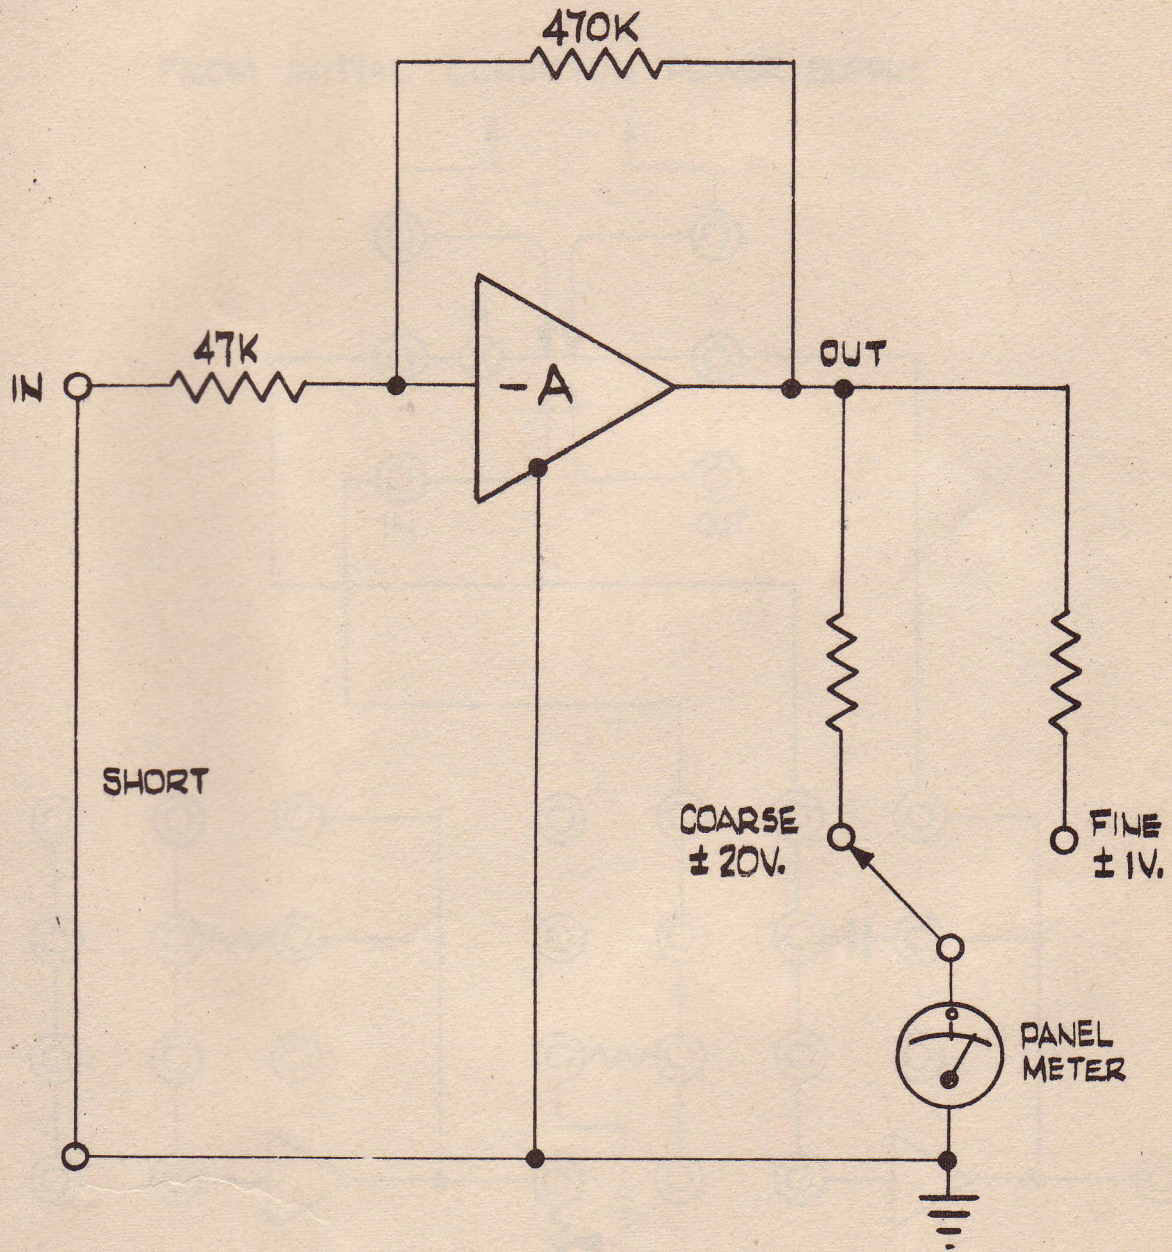 470K
47K
IN
-A
OUT
SHORT
COARSE
± 20V.
FINE
± 1V.
PANEL
METER